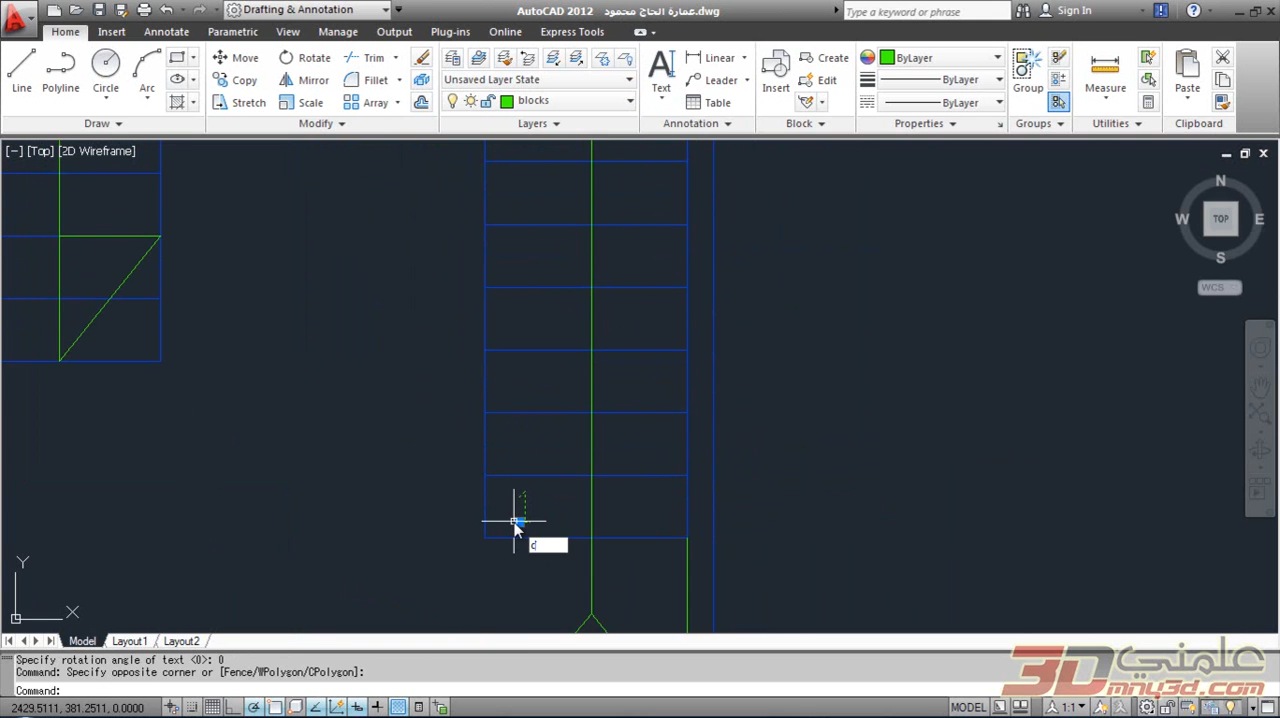 AutoCAD 2012 عمارة الحاج محمود.dwg
Drafting & Annotation
Type a keyword or phrase
Sign In
Home Insert Annotate Parametric View Manage Output Plug-ins Online Express Tools
Line Polyline Circle Arc
Move Rotate Trim
Copy Mirror Fillet
Stretch Scale Array
Unsaved Layer State
blocks
Text Linear
Leader
Table
Insert Create
Edit
ByLayer
ByLayer
ByLayer
Group Measure Paste
Draw Modify Layers Annotation Block Properties Groups Utilities Clipboard
[−] [Top] [2D Wireframe]
N
W TOP E
S
WCS
1
c
Y
X
Model Layout1 Layout2
Specify rotation angle of text <0>: 0
Command: Specify opposite corner or [Fence/WPolygon/CPolygon]:
Command:
2429.5111, 381.2511, 0.0000
MODEL
1:1
3D علمني
mny3d.com